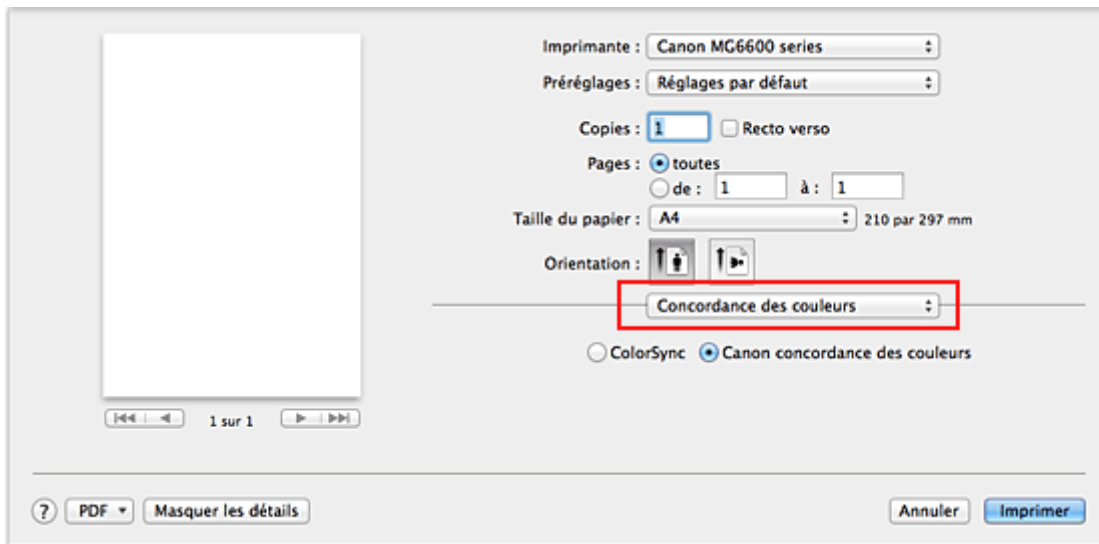 Imprimante : Canon MG6600 series
Préréglages : Réglages par défaut
Copies : 1 Recto verso
Pages : toutes
de : 1 à : 1
Taille du papier : A4 210 par 297 mm
Orientation :
Concordance des couleurs
ColorSync Canon concordance des couleurs
1 sur 1
? PDF Masquer les détails Annuler Imprimer